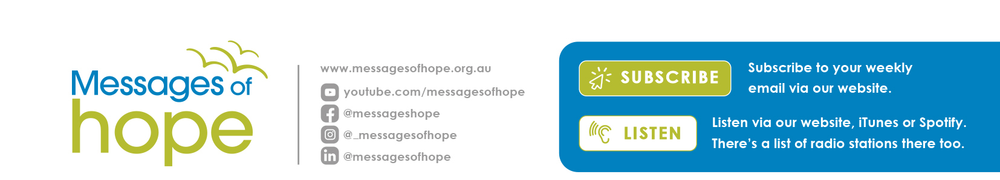 Messages of
hope
www.messagesofhope.org.au
youtube.com/messagesofhope
@messageshope
@_messagesofhope
@messagesofhope
SUBSCRIBE
Subscribe to your weekly
email via our website.
LISTEN
Listen via our website, iTunes or Spotify.
There's a list of radio stations there too.